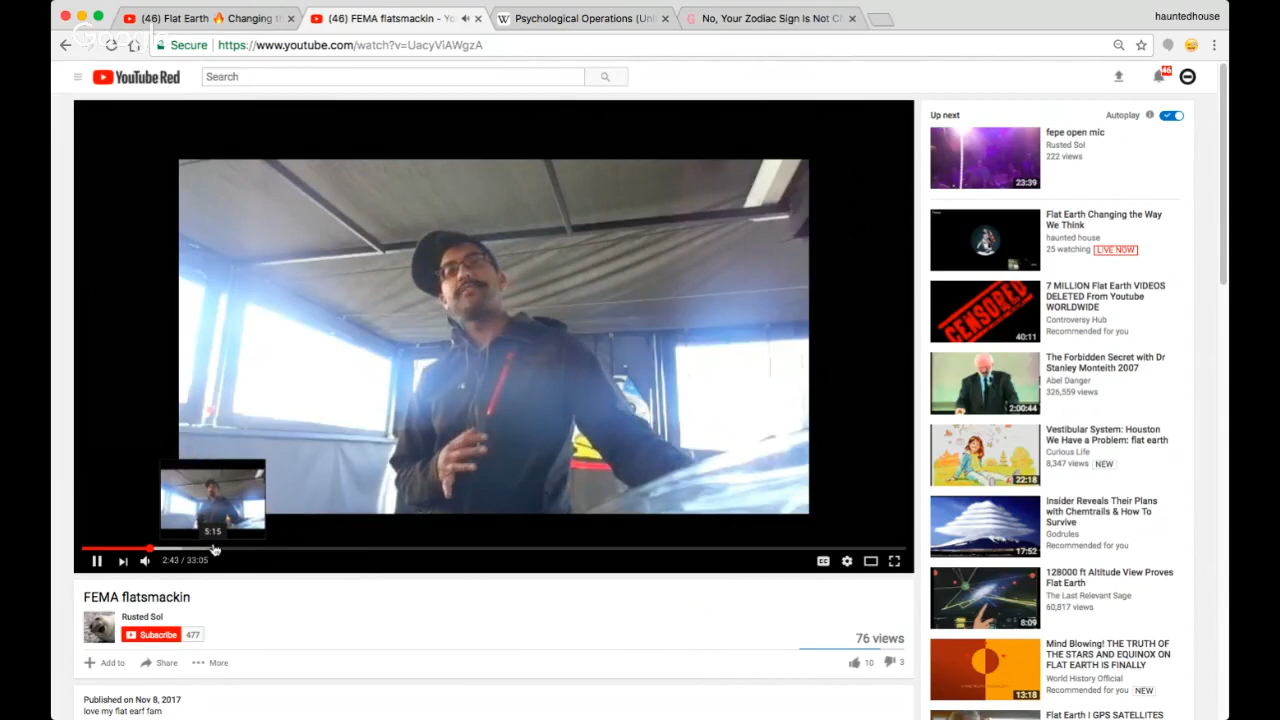 (46) Flat Earth 🔥 Changing t
(46) FEMA flatsmackin - Yo
Psychological Operations (Uni
No, Your Zodiac Sign Is Not C
hauntedhouse
Google
Secure
https://www.youtube.com/watch?v=UacyViAWgzA
YouTube Red
Search
46
5:15
2:43 / 33:05
CC
FEMA flatsmackin
Rusted Sol
Subscribe 477
76 views
Add to
Share
More
10
3
Published on Nov 8, 2017
love my flat earf fam
Up next
Autoplay
fepe open mic
Rusted Sol
222 views
23:39
Flat Earth Changing the Way
We Think
haunted house
25 watching LIVE NOW
CENSORED
40:11
7 MILLION Flat Earth VIDEOS
DELETED From Youtube
WORLDWIDE
Controversy Hub
Recommended for you
The Forbidden Secret with Dr
Stanley Monteith 2007
Abel Danger
326,559 views
2:00:44
Vestibular System: Houston
We Have a Problem: flat earth
Curious Life
8,347 views NEW
22:18
Insider Reveals Their Plans
with Chemtrails & How To
Survive
Godrules
Recommended for you
17:52
128000 ft Altitude View Proves
Flat Earth
The Last Relevant Sage
60,817 views
8:09
Mind Blowing! THE TRUTH OF
THE STARS AND EQUINOX ON
FLAT EARTH IS FINALLY
World History Official
Recommended for you NEW
13:18
Flat Earth I GPS SATELLITES